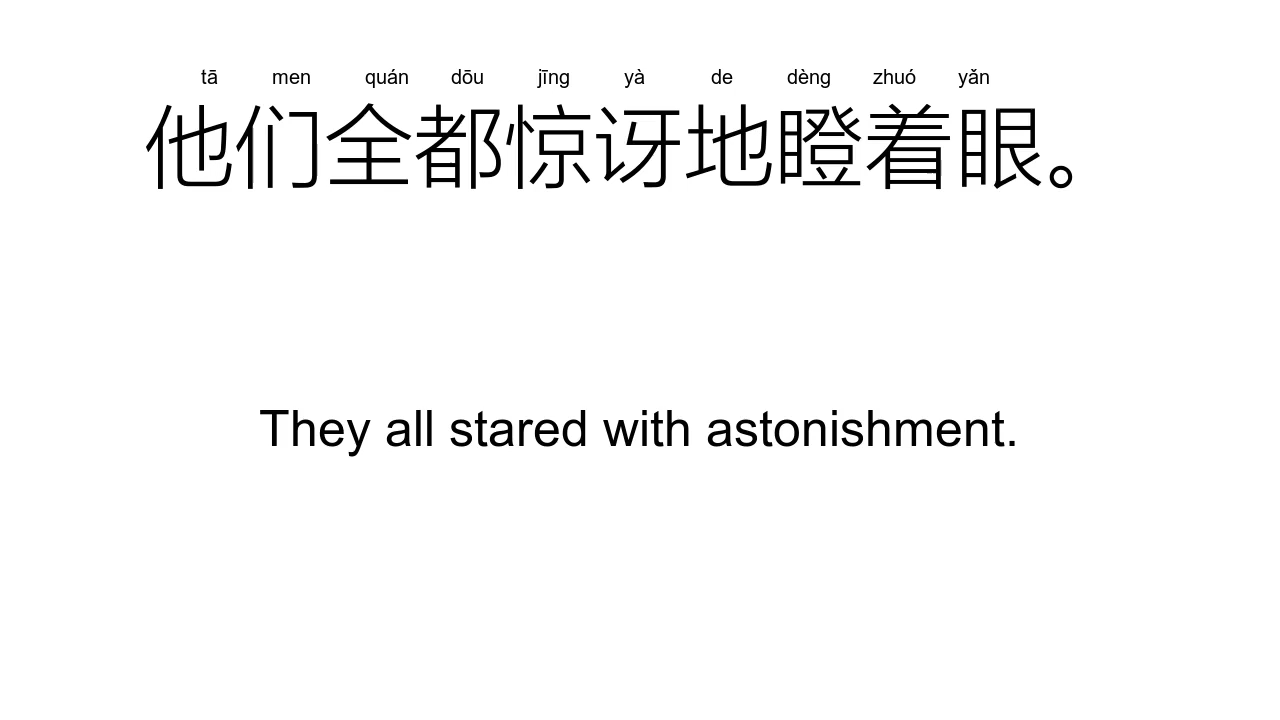 tā men quán dōu jīng yà de dèng zhuó yǎn
他们全都惊讶地瞪着眼。
They all stared with astonishment.